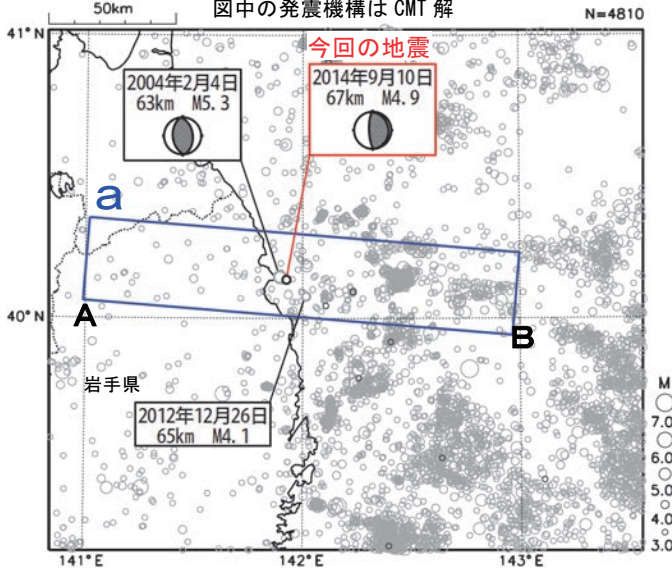 50km
図中の発震機構は CMT 解
N=4810
41°N
今回の地震
2004年2月4日
63km M5.3
2014年9月10日
67km M4.9
a
A
40°N
B
岩手県
2012年12月26日
65km M4.1
M
7.0
6.0
5.0
4.0
3.0
141°E
142°E
143°E